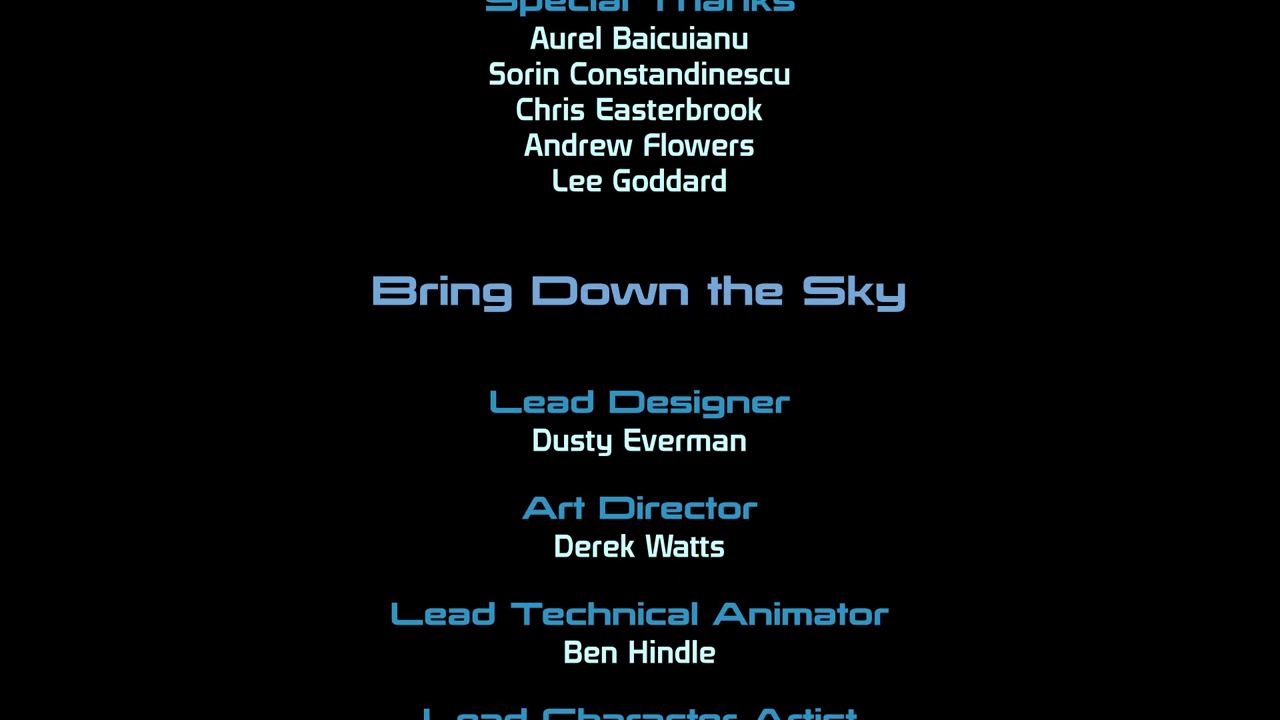 Special Thanks
Aurel Baicuianu
Sorin Constandinescu
Chris Easterbrook
Andrew Flowers
Lee Goddard
Bring Down the Sky
Lead Designer
Dusty Everman
Art Director
Derek Watts
Lead Technical Animator
Ben Hindle
Lead Character Artist